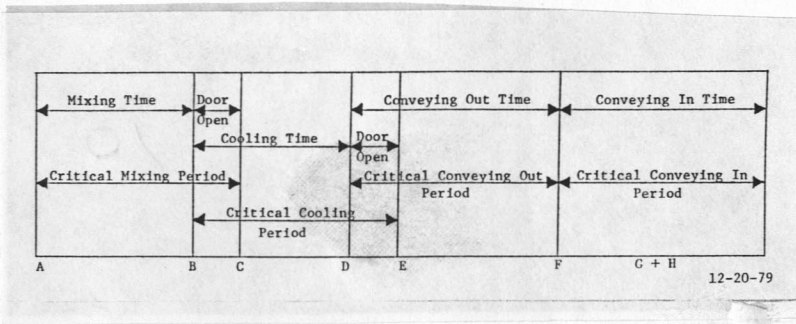 Mixing Time Door Conveying Out Time Conveying In Time
Open
Cooling Time Door
Open
Critical Mixing Period Critical Conveying Out Critical Conveying In
Period Period
Critical Cooling
Period
A B C D E F G + H
12-20-79